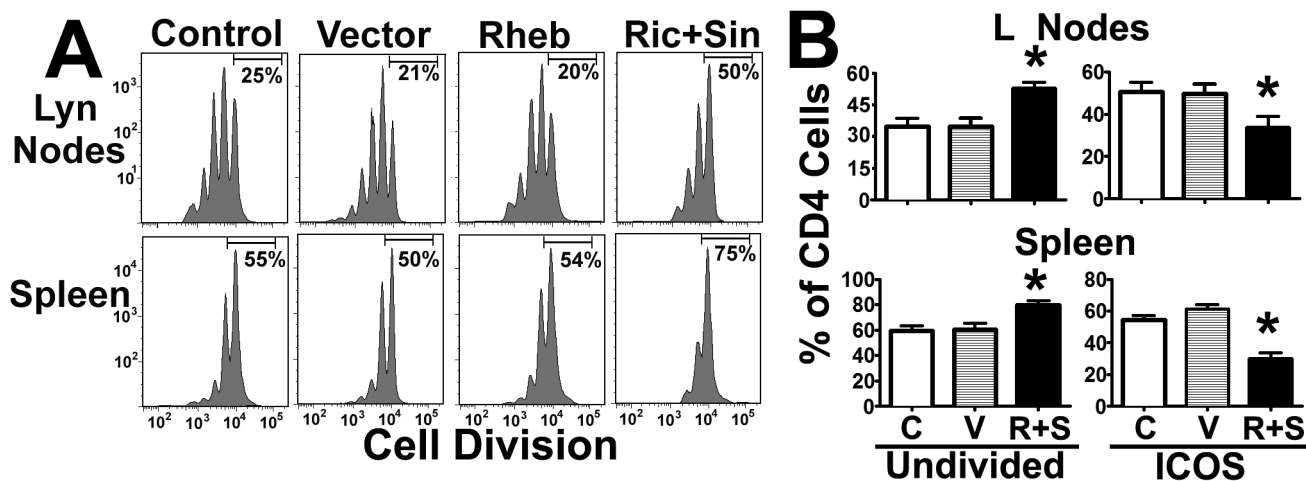 A
Control Vector Rheb Ric+Sin
Lyn
Nodes
10³
10²
10¹
25% 21% 20% 50%
Spleen
10⁴
10³
10²
55% 50% 54% 75%
10² 10³ 10⁴ 10⁵ 10² 10³ 10⁴ 10⁵ 10² 10³ 10⁴ 10⁵ 10² 10³ 10⁴ 10⁵
Cell Division
B
L Nodes
% of CD4 Cells
60
45
30
15
0
*
60
40
20
0
*
Spleen
100
80
60
40
20
0
*
80
60
40
20
0
*
C V R+S C V R+S
Undivided ICOS